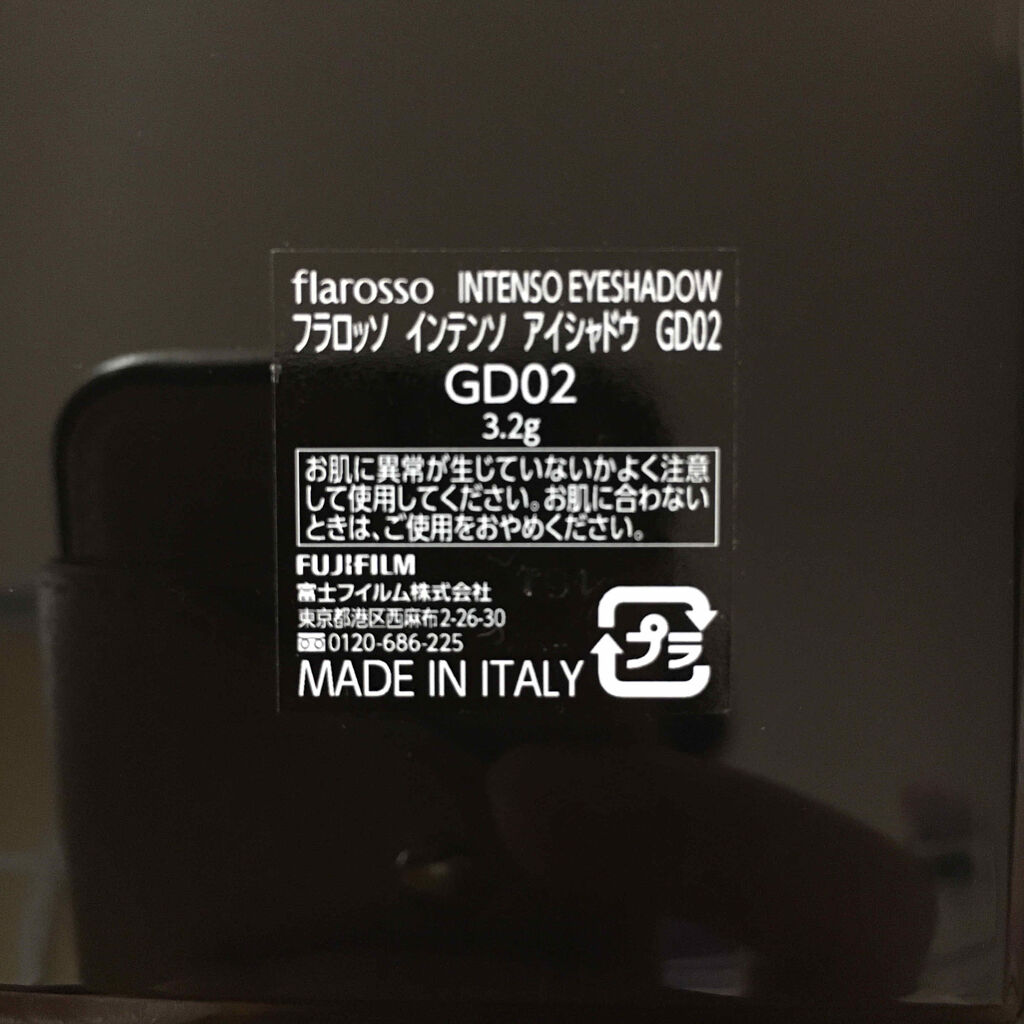 flarosso INTENSO EYESHADOW
フラロッソ インテンソ アイシャドウ GD02
GD02
3.2g
お肌に異常が生じていないかよく注意
して使用してください。お肌に合わない
ときは、ご使用をおやめください。
FUJIFILM
富士フイルム株式会社
東京都港区西麻布2-26-30
0120-686-225
MADE IN ITALY
プラ